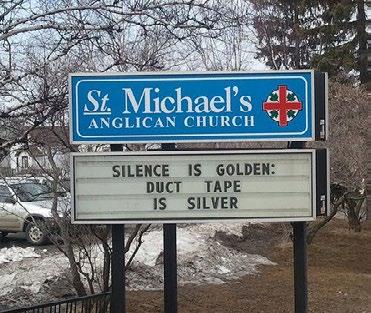 St. Michael's
ANGLICAN CHURCH
SILENCE IS GOLDEN:
DUCT TAPE
IS SILVER